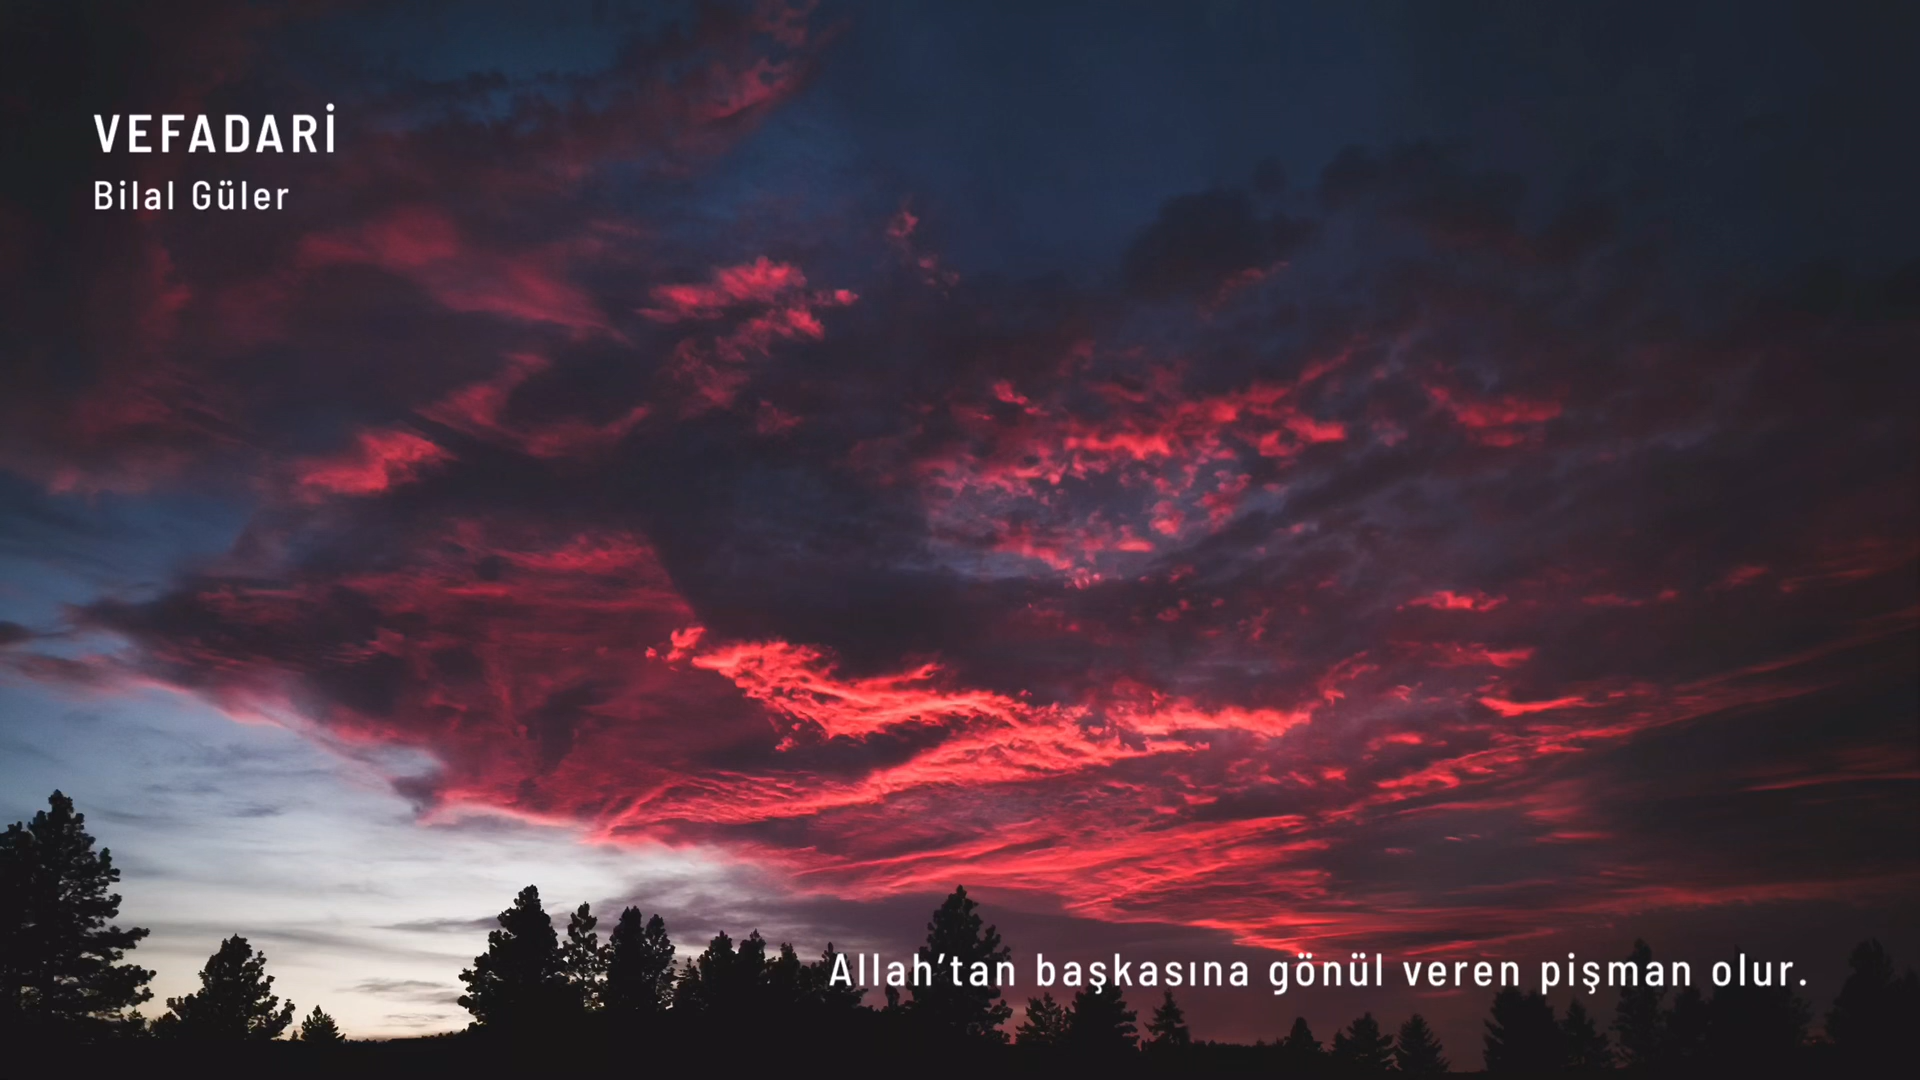 VEFADARİ
Bilal Güler
Allah’tan başkasına gönül veren pişman olur.